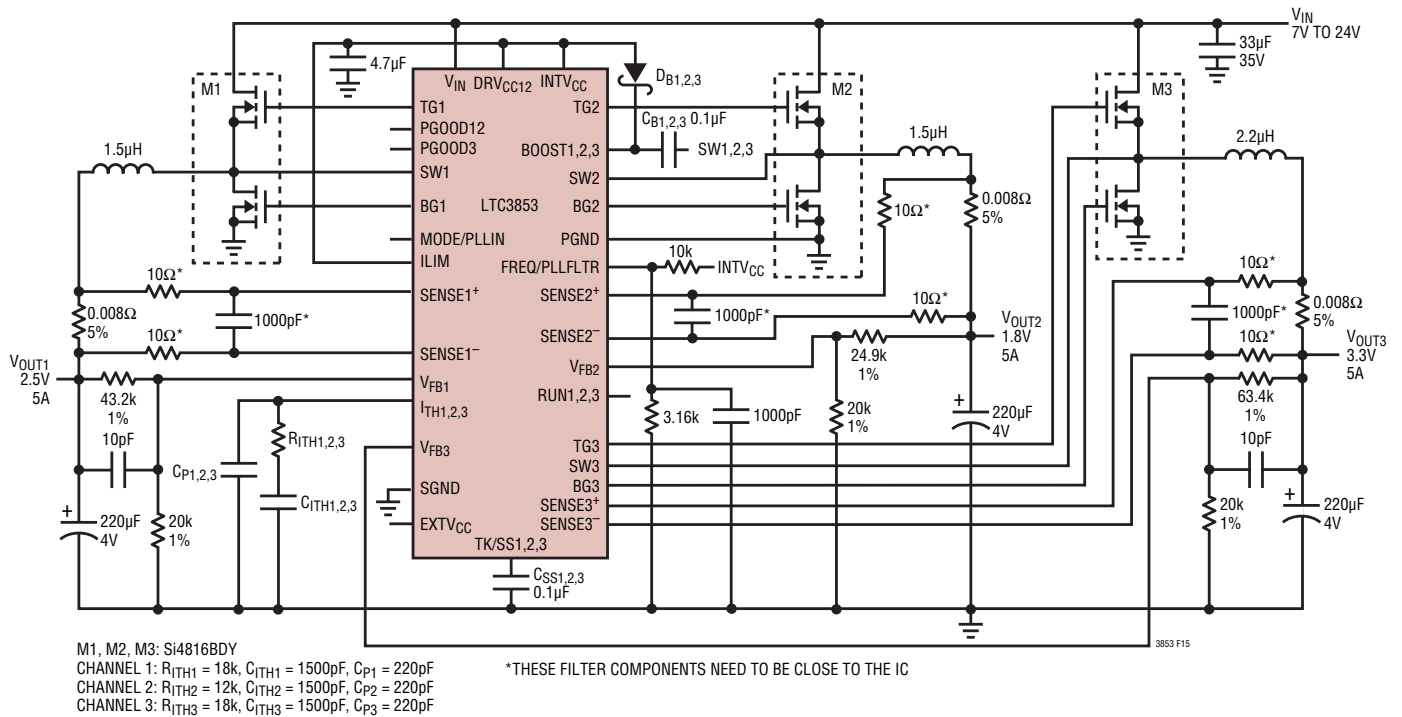 VIN
7V TO 24V
33µF
35V
4.7µF
VIN DRVCC12 INTVCC
DB1,2,3
M1
M2
M3
TG1
TG2
CB1,2,3 0.1µF
PGOOD12
PGOOD3
BOOST1,2,3
SW1,2,3
1.5µH
1.5µH
2.2µH
SW1
SW2
BG1
LTC3853
BG2
10Ω*
0.008Ω
5%
MODE/PLLIN
PGND
ILIM
FREQ/PLLFLTR
10k
INTVCC
10Ω*
SENSE1+
SENSE2+
10Ω*
10Ω*
0.008Ω
5%
1000pF*
1000pF*
1000pF*
0.008Ω
5%
10Ω*
SENSE1–
SENSE2–
10Ω*
VOUT1
2.5V
5A
VOUT2
1.8V
5A
VOUT3
3.3V
5A
43.2k
1%
24.9k
1%
63.4k
1%
VFB1
VFB2
ITH1,2,3
RUN1,2,3
10pF
RITH1,2,3
3.16k
1000pF
20k
1%
220µF
4V
10pF
CP1,2,3
VFB3
TG3
SW3
SGND
BG3
CITH1,2,3
SENSE3+
220µF
4V
20k
1%
EXTVCC
SENSE3–
20k
1%
220µF
4V
TK/SS1,2,3
CSS1,2,3
0.1µF
3853 F15
M1, M2, M3: Si4816BDY
CHANNEL 1: RITH1 = 18k, CITH1 = 1500pF, CP1 = 220pF
CHANNEL 2: RITH2 = 12k, CITH2 = 1500pF, CP2 = 220pF
CHANNEL 3: RITH3 = 18k, CITH3 = 1500pF, CP3 = 220pF
*THESE FILTER COMPONENTS NEED TO BE CLOSE TO THE IC